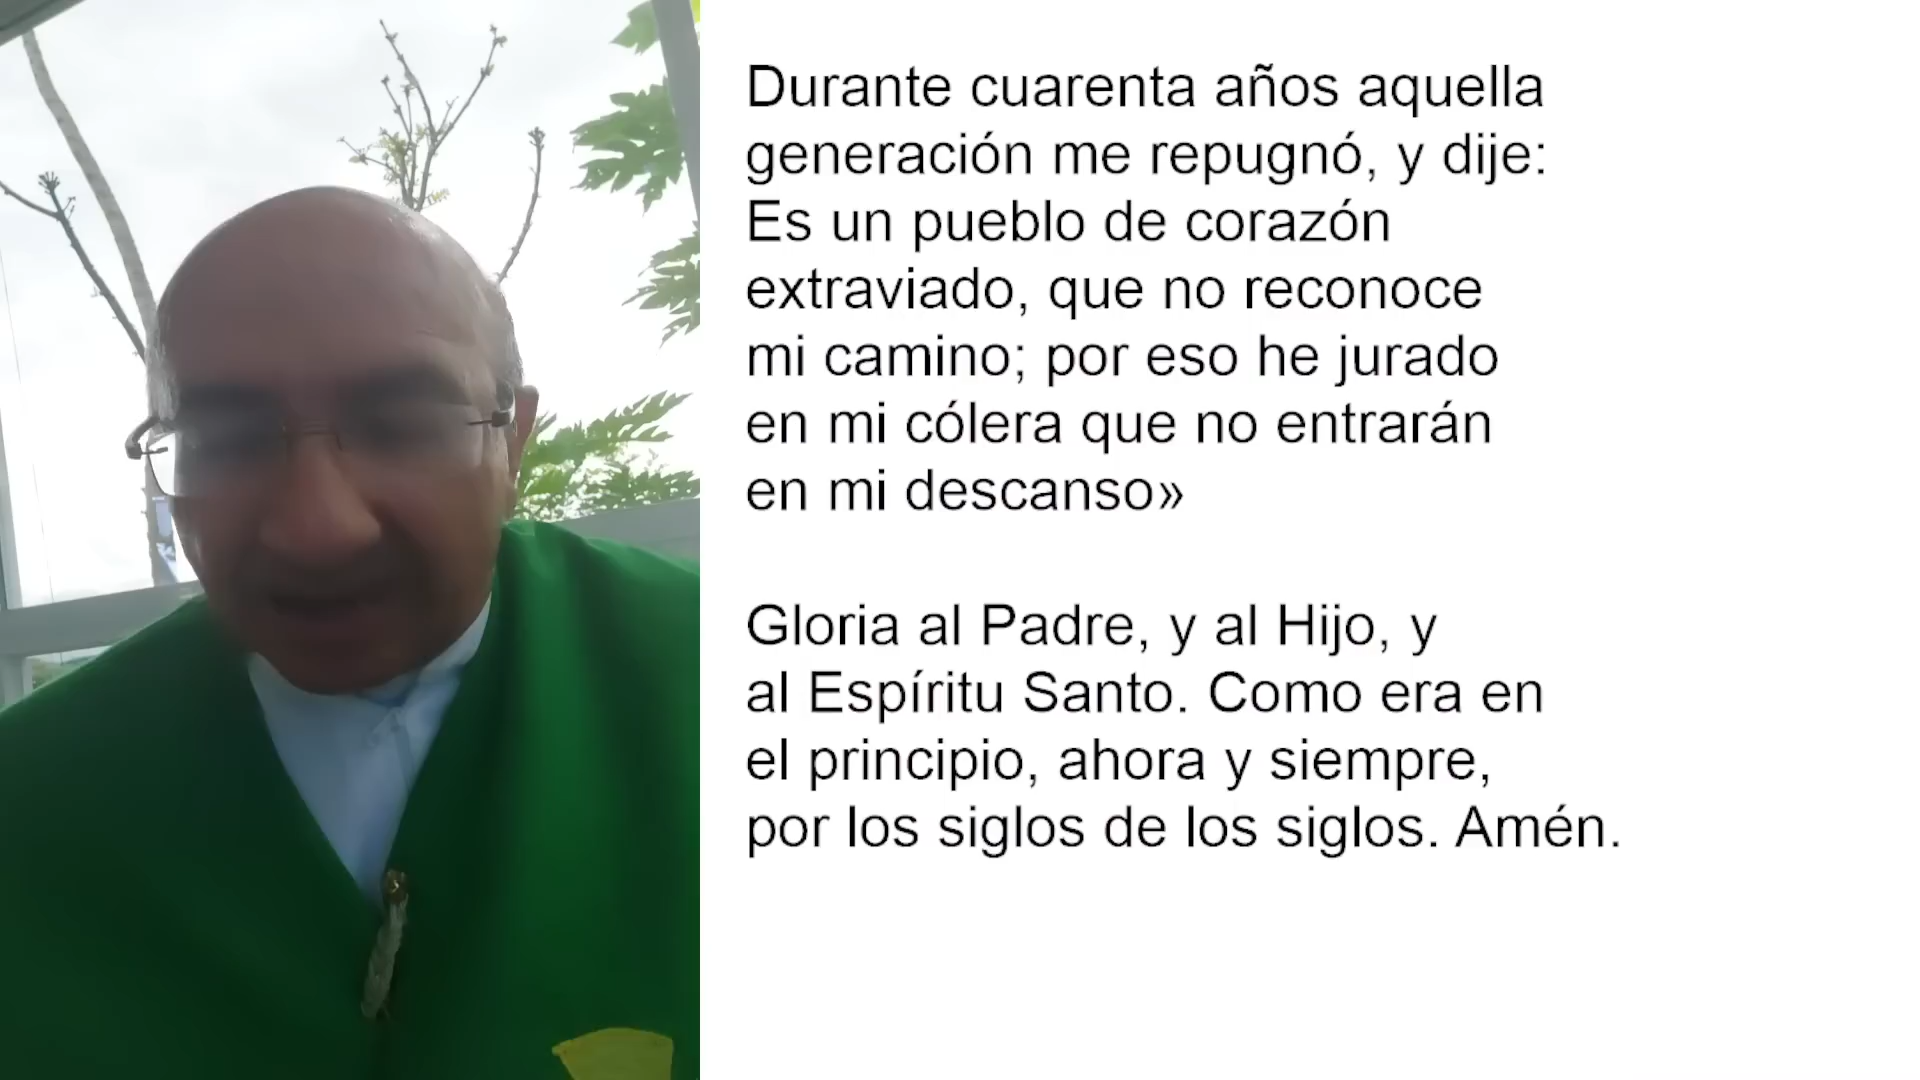 Durante cuarenta años aquella
generación me repugnó, y dije:
Es un pueblo de corazón
extraviado, que no reconoce
mi camino; por eso he jurado
en mi cólera que no entrarán
en mi descanso»
Gloria al Padre, y al Hijo, y
al Espíritu Santo. Como era en
el principio, ahora y siempre,
por los siglos de los siglos. Amén.